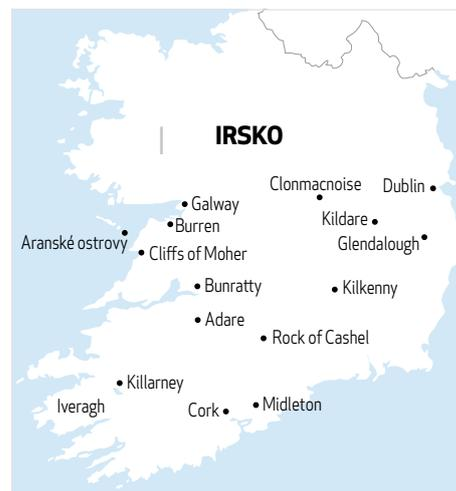 IRSKO
Clonmacnoise
Dublin
Galway
Kildare
Burren
Aranské ostrovy
Glendalough
Cliffs of Moher
Bunratty
Kilkenny
Adare
Rock of Cashel
Killarney
Iveragh
Cork
Midleton